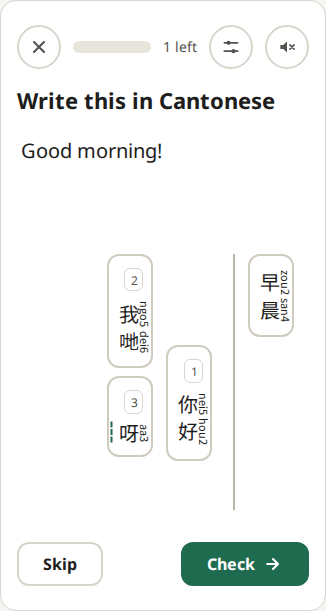 1 left
Write this in Cantonese
Good morning!
早晨
zou2 san4
1
你好
nei5 hou2
2
我哋
ngo5 dei6
3
呀
aa3
Skip
Check